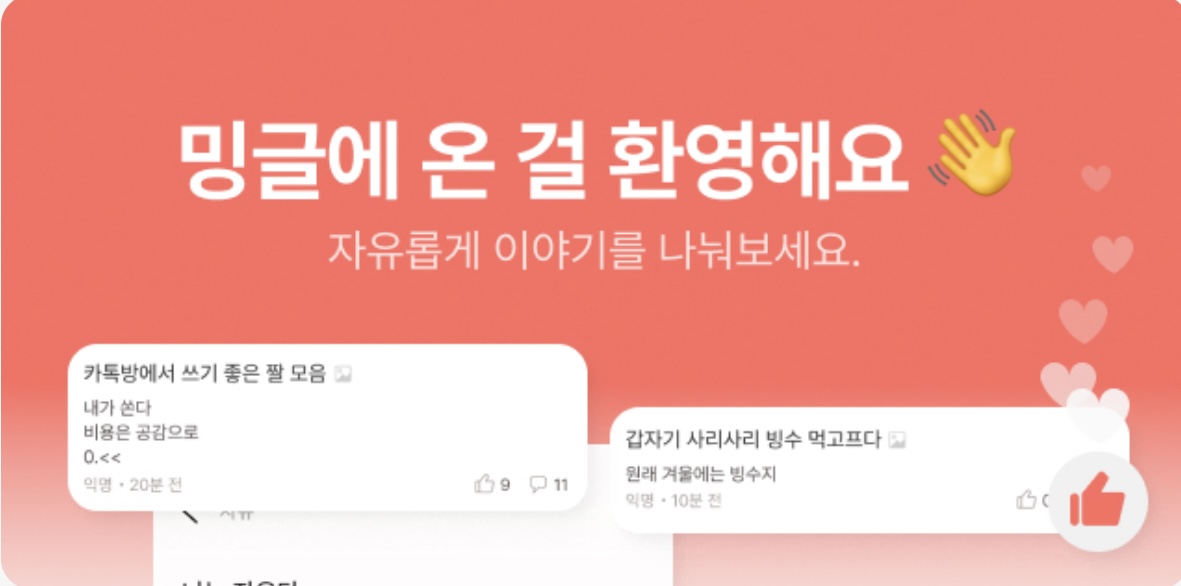 밍글에 온 걸 환영해요 👋
자유롭게 이야기를 나눠보세요.
카톡방에서 쓰기 좋은 짤 모음
내가 쏜다
비용은 공감으로
0.<<
익명 • 20분 전
9
11
갑자기 사리사리 빙수 먹고프다
원래 겨울에는 빙수지
익명 • 10분 전